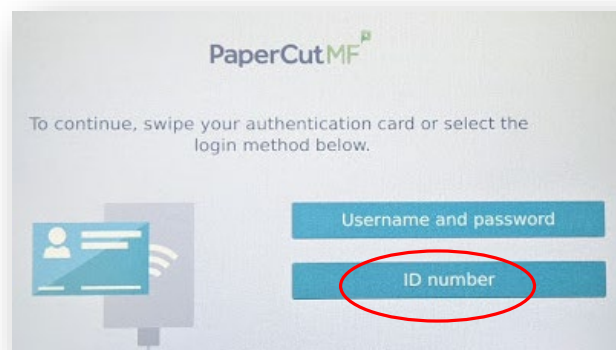 PaperCutMF
To continue, swipe your authentication card or select the
login method below.
Username and password
ID number